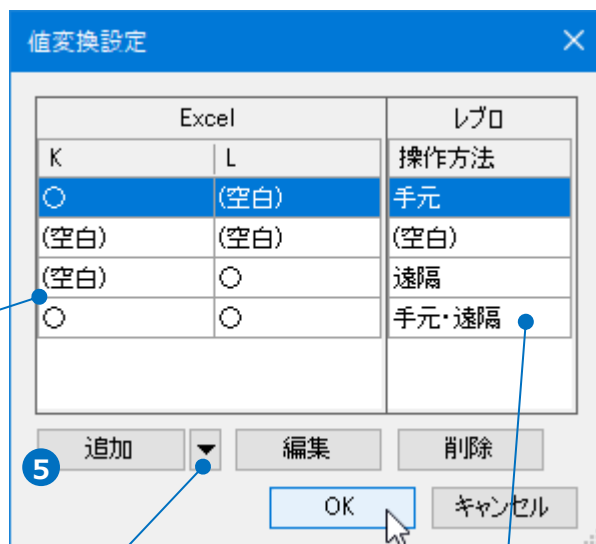 値変換設定
Excel レブロ
K L 操作方法
○ (空白) 手元
(空白) (空白) (空白)
(空白) ○ 遠隔
○ ○ 手元・遠隔
追加 編集 削除
5
OK キャンセル